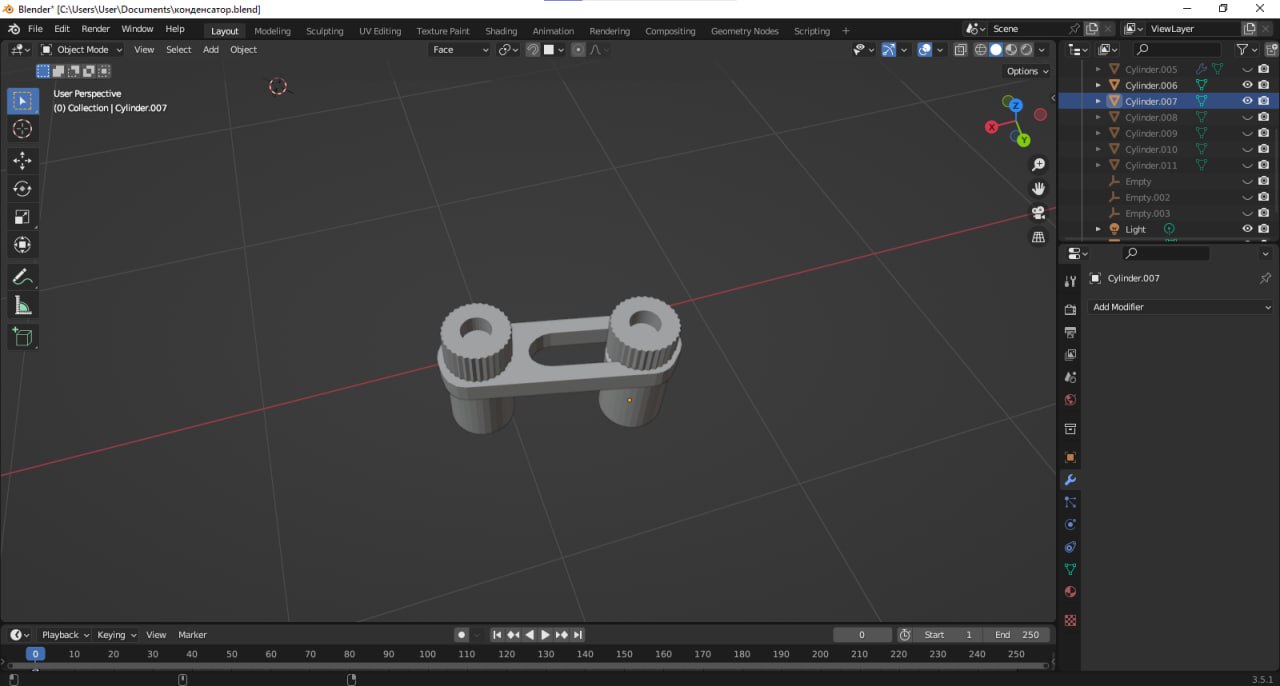 Blender* [C:\Users\User\Documents\конденсатор.blend]
File Edit Render Window Help Layout Modeling Sculpting UV Editing Texture Paint Shading Animation Rendering Compositing Geometry Nodes Scripting + Scene ViewLayer
Object Mode View Select Add Object Face
Options
User Perspective
(0) Collection | Cylinder.007
Z
X
Y
Cylinder.005
Cylinder.006
Cylinder.007
Cylinder.008
Cylinder.009
Cylinder.010
Cylinder.011
Empty
Empty.002
Empty.003
Light
Cylinder.007
Add Modifier
Playback Keying View Marker 0 Start 1 End 250
0 10 20 30 40 50 60 70 80 90 100 110 120 130 140 150 160 170 180 190 200 210 220 230 240 250
3.5.1